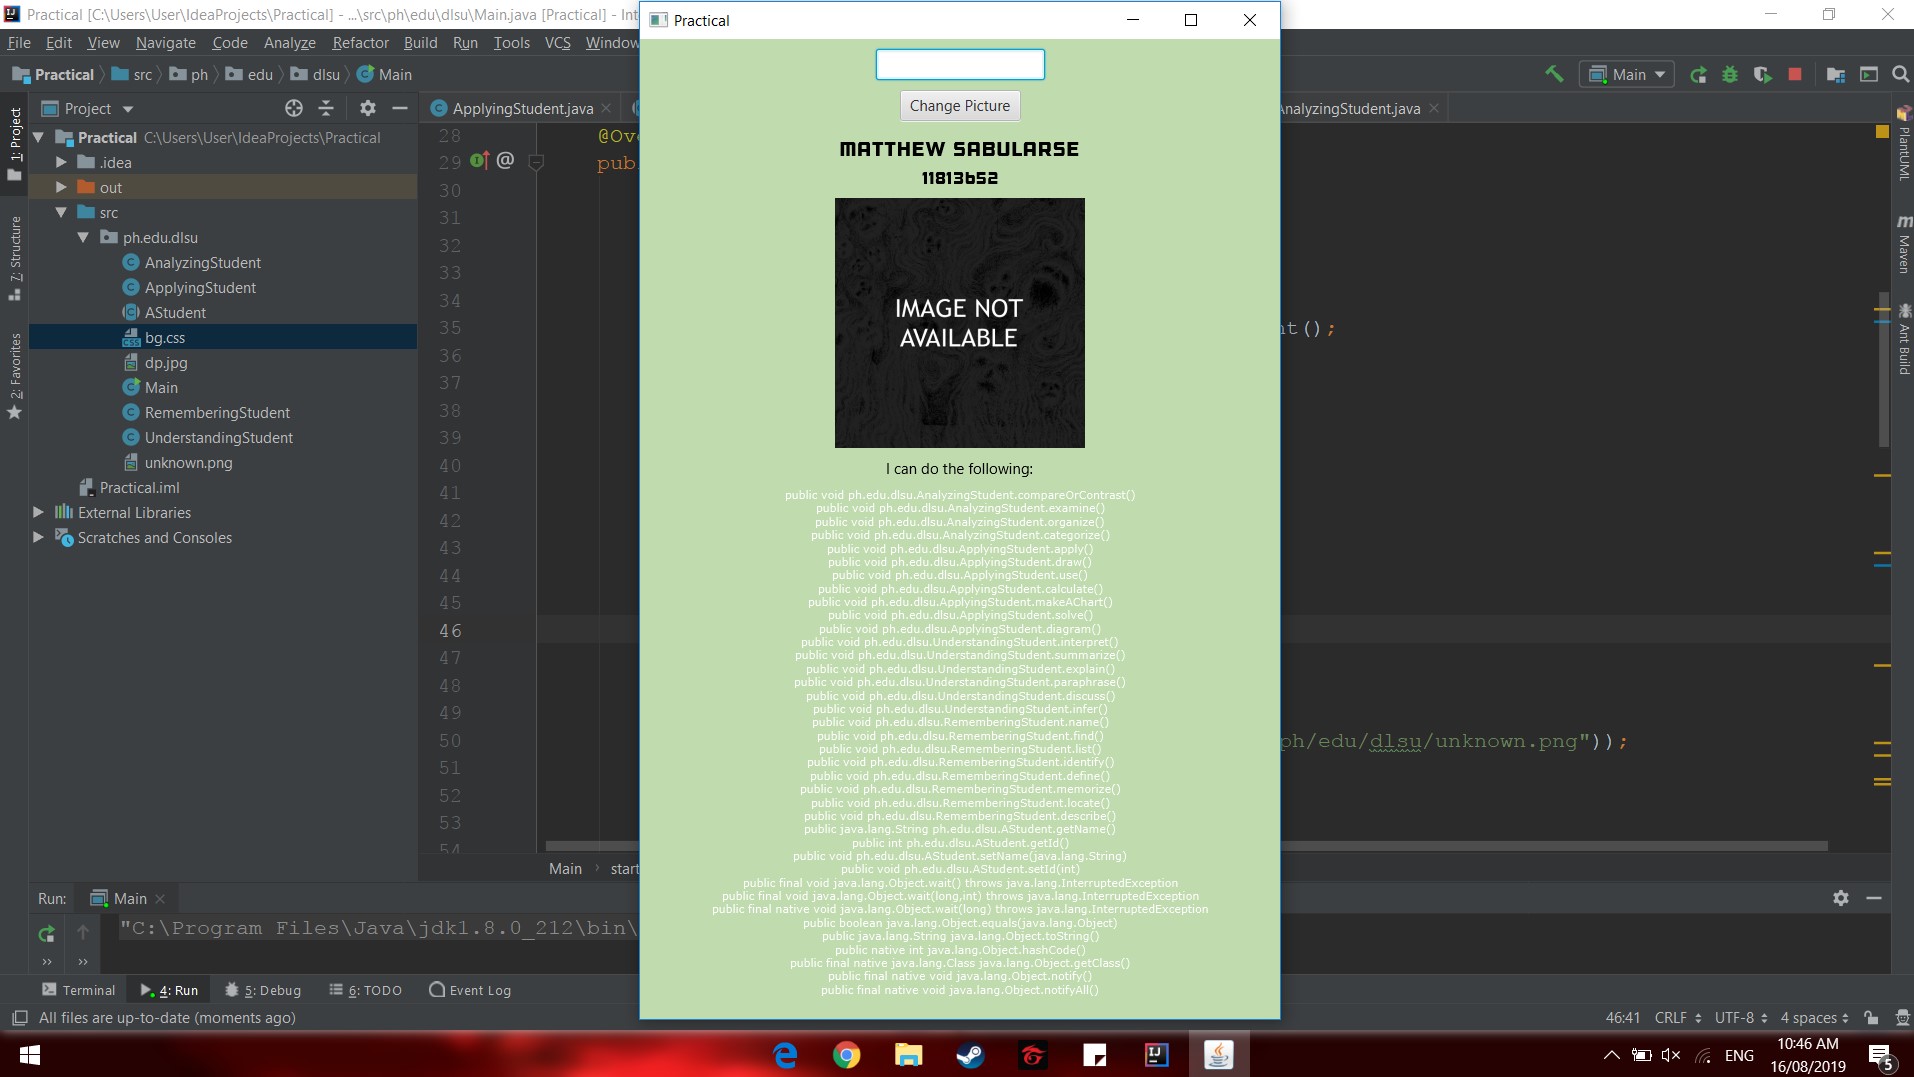 Practical [C:\Users\User\IdeaProjects\Practical] - ...\src\ph\edu\dlsu\Main.java [Practical] - Int
File Edit View Navigate Code Analyze Refactor Build Run Tools VCS Window
Practical src ph edu dlsu Main
Main
Project
ApplyingStudent.java
AnalyzingStudent.java
Practical C:\Users\User\IdeaProjects\Practical
.idea
out
src
ph.edu.dlsu
AnalyzingStudent
ApplyingStudent
AStudent
bg.css
dp.jpg
Main
RememberingStudent
UnderstandingStudent
unknown.png
Practical.iml
External Libraries
Scratches and Consoles
1: Project
7: Structure
2: Favorites
28 @Ove
29 @ pub
30
31
32
33
34
35 nt();
36
37
38
39
40
41
42
43
44
45
46
47
48
49
50 ph/edu/dlsu/unknown.png"));
51
52
53
54
Main start
PlantUML
Maven
Ant Build
Practical
Change Picture
MATTHEW SABULARSE
11813652
IMAGE NOT
AVAILABLE
I can do the following:
public void ph.edu.dlsu.AnalyzingStudent.compareOrContrast()
public void ph.edu.dlsu.AnalyzingStudent.examine()
public void ph.edu.dlsu.AnalyzingStudent.organize()
public void ph.edu.dlsu.AnalyzingStudent.categorize()
public void ph.edu.dlsu.ApplyingStudent.apply()
public void ph.edu.dlsu.ApplyingStudent.draw()
public void ph.edu.dlsu.ApplyingStudent.use()
public void ph.edu.dlsu.ApplyingStudent.calculate()
public void ph.edu.dlsu.ApplyingStudent.makeAChart()
public void ph.edu.dlsu.ApplyingStudent.solve()
public void ph.edu.dlsu.ApplyingStudent.diagram()
public void ph.edu.dlsu.UnderstandingStudent.interpret()
public void ph.edu.dlsu.UnderstandingStudent.summarize()
public void ph.edu.dlsu.UnderstandingStudent.explain()
public void ph.edu.dlsu.UnderstandingStudent.paraphrase()
public void ph.edu.dlsu.UnderstandingStudent.discuss()
public void ph.edu.dlsu.UnderstandingStudent.infer()
public void ph.edu.dlsu.RememberingStudent.name()
public void ph.edu.dlsu.RememberingStudent.find()
public void ph.edu.dlsu.RememberingStudent.list()
public void ph.edu.dlsu.RememberingStudent.identify()
public void ph.edu.dlsu.RememberingStudent.define()
public void ph.edu.dlsu.RememberingStudent.memorize()
public void ph.edu.dlsu.RememberingStudent.locate()
public void ph.edu.dlsu.RememberingStudent.describe()
public java.lang.String ph.edu.dlsu.AStudent.getName()
public int ph.edu.dlsu.AStudent.getId()
public void ph.edu.dlsu.AStudent.setName(java.lang.String)
public void ph.edu.dlsu.AStudent.setId(int)
public final void java.lang.Object.wait() throws java.lang.InterruptedException
public final void java.lang.Object.wait(long,int) throws java.lang.InterruptedException
public final native void java.lang.Object.wait(long) throws java.lang.InterruptedException
public boolean java.lang.Object.equals(java.lang.Object)
public java.lang.String java.lang.Object.toString()
public native int java.lang.Object.hashCode()
public final native java.lang.Class java.lang.Object.getClass()
public final native void java.lang.Object.notify()
public final native void java.lang.Object.notifyAll()
Run: Main
"C:\Program Files\Java\jdk1.8.0_212\bin\
Terminal 4: Run 5: Debug 6: TODO Event Log
All files are up-to-date (moments ago)
46:41 CRLF UTF-8 4 spaces
ENG
10:46 AM
16/08/2019
5